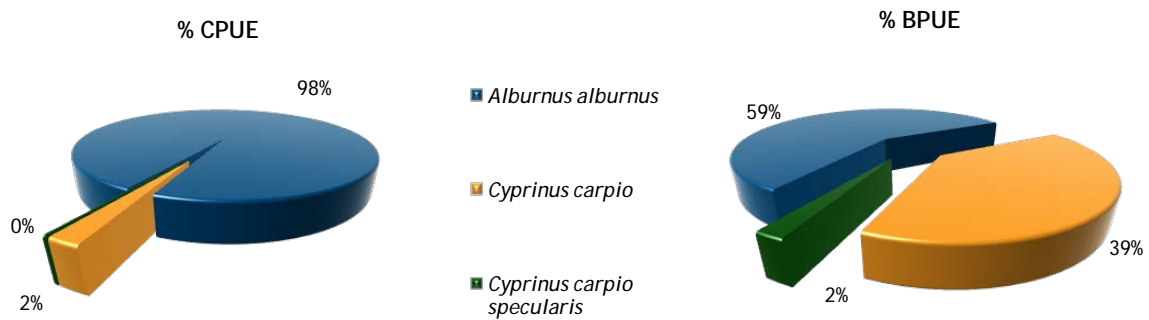 % CPUE
98%
0%
2%
Alburnus alburnus
Cyprinus carpio
Cyprinus carpio
specularis
% BPUE
59%
39%
2%